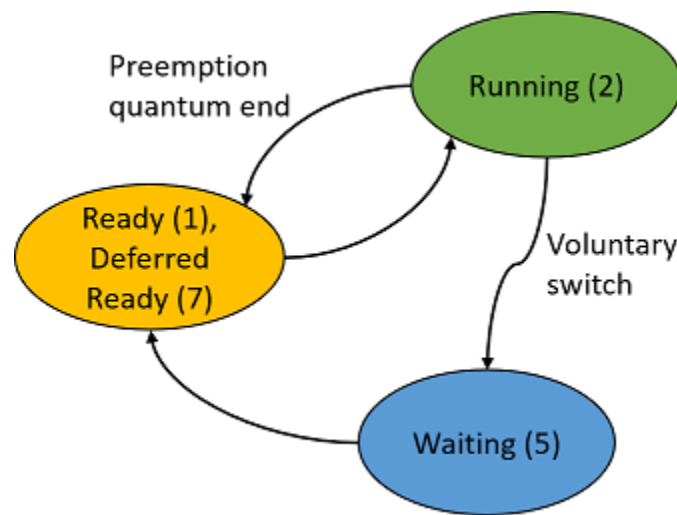 Preemption
quantum end
Running (2)
Ready (1),
Deferred
Ready (7)
Voluntary
switch
Waiting (5)